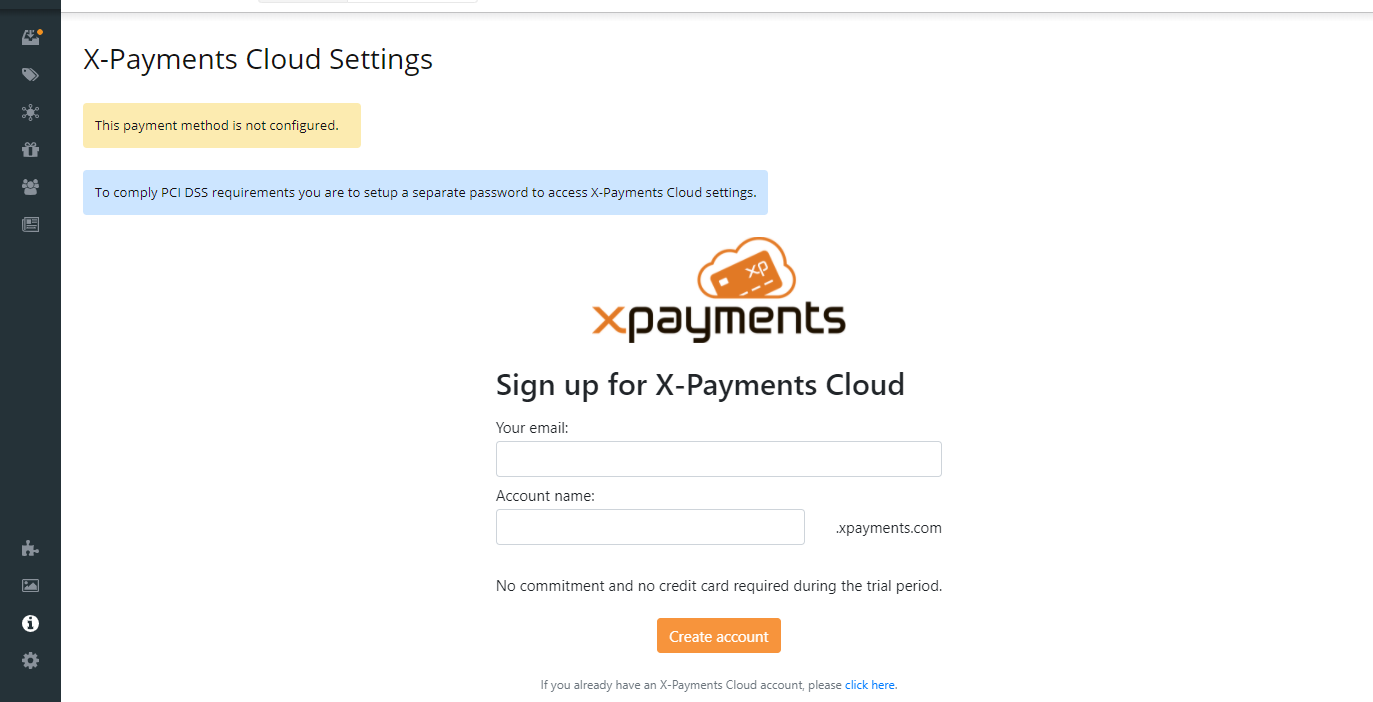 X-Payments Cloud Settings
This payment method is not configured.
To comply PCI DSS requirements you are to setup a separate password to access X-Payments Cloud settings.
xp
xpayments
Sign up for X-Payments Cloud
Your email:
Account name:
.xpayments.com
No commitment and no credit card required during the trial period.
Create account
If you already have an X-Payments Cloud account, please click here.